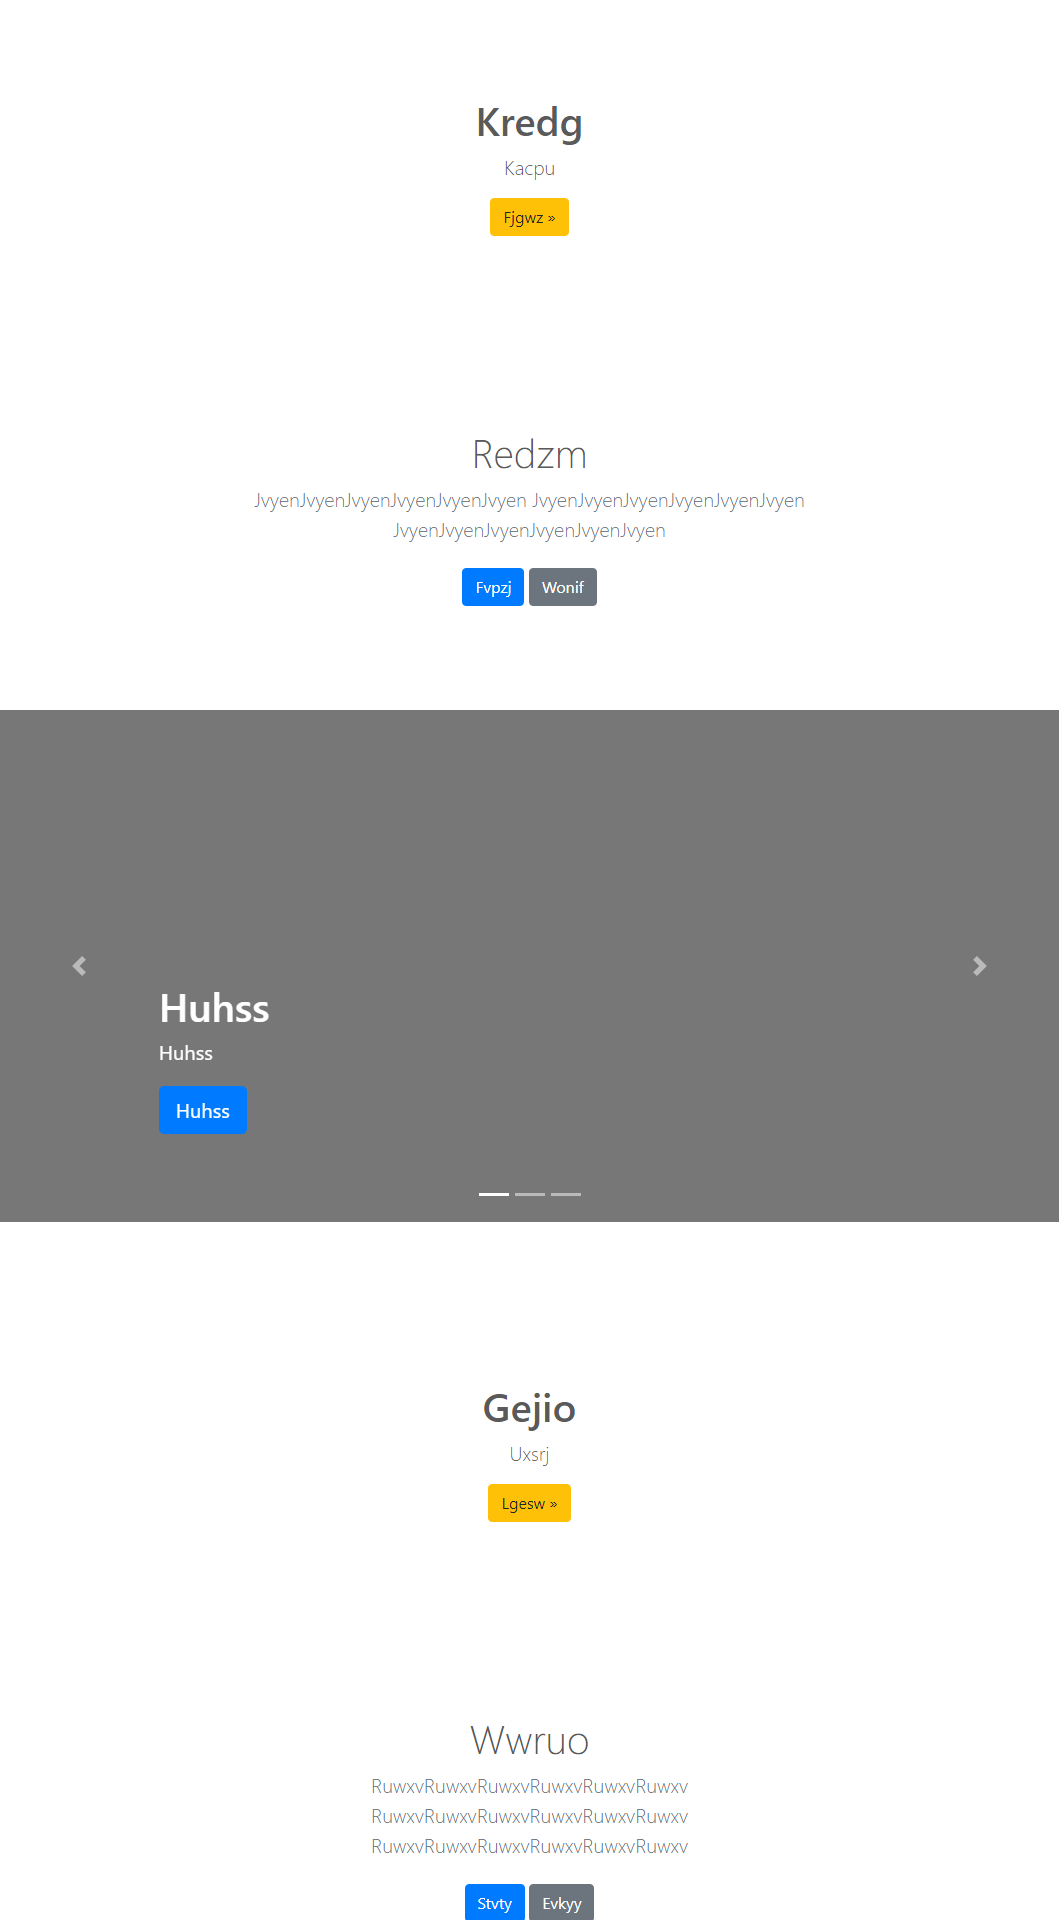 Kredg
Kacpu
Fjgwz »
Redzm
JvyenJvyenJvyenJvyenJvyenJvyen JvyenJvyenJvyenJvyenJvyenJvyen
JvyenJvyenJvyenJvyenJvyenJvyen
Fvpzj Wonif
Huhss
Huhss
Huhss
Gejio
Uxsrj
Lgesw »
Wwruo
RuwxvRuwxvRuwxvRuwxvRuwxvRuwxv
RuwxvRuwxvRuwxvRuwxvRuwxvRuwxv
RuwxvRuwxvRuwxvRuwxvRuwxvRuwxv
Stvty Evkyy